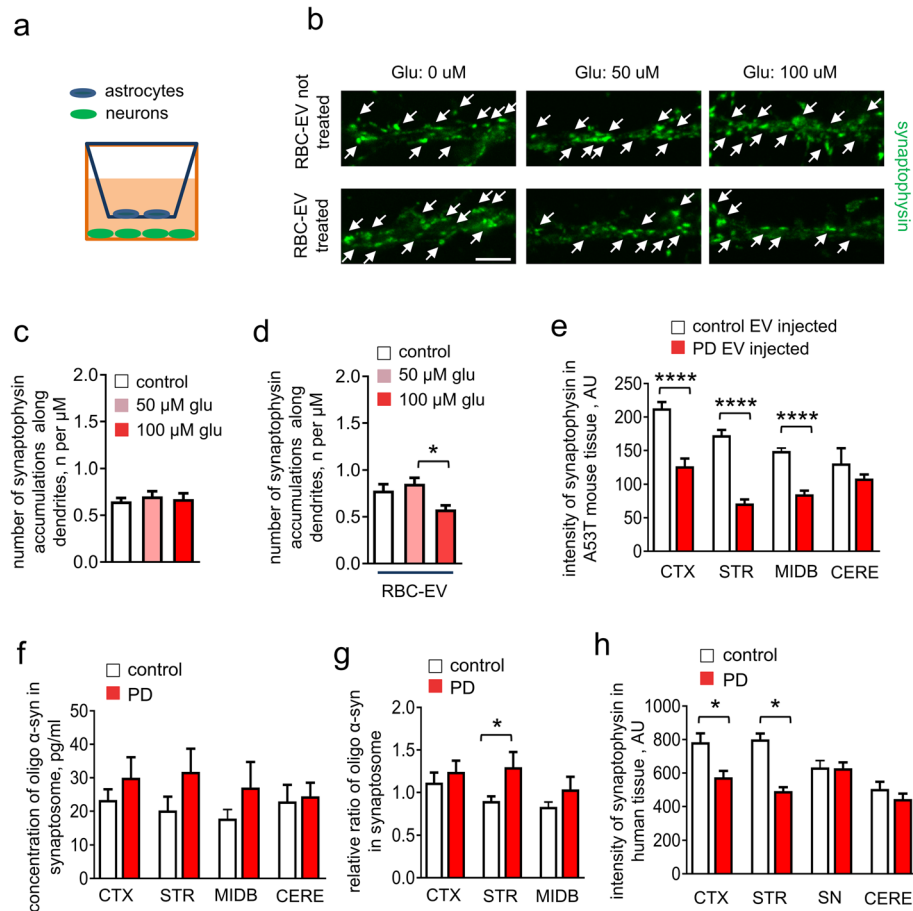 a
astrocytes
neurons
b
Glu: 0 uM
Glu: 50 uM
Glu: 100 uM
RBC-EV not
treated
RBC-EV
treated
synaptophysin
c
number of synaptophysin
accumulations along
dendrites, n per µM
2.0
1.5
1.0
0.5
0.0
control
50 µM glu
100 µM glu
d
number of synaptophysin
accumulations along
dendrites, n per µM
2.0
1.5
1.0
0.5
0.0
control
50 µM glu
100 µM glu
*
RBC-EV
e
control EV injected
PD EV injected
intensity of synaptophysin in
A53T mouse tissue , AU
250
200
150
100
50
0
****
****
****
CTX STR MIDB CERE
f
control
PD
concentration of oligo α-syn in
synaptosome, pg/ml
50
40
30
20
10
0
CTX STR MIDB CERE
g
control
PD
relative ratio of oligo α-syn
in synaptosome
2.0
1.5
1.0
0.5
0.0
*
CTX STR MIDB
h
control
PD
intensity of synaptophysin in
human tissue , AU
1000
800
600
400
200
0
*
*
CTX STR SN CERE